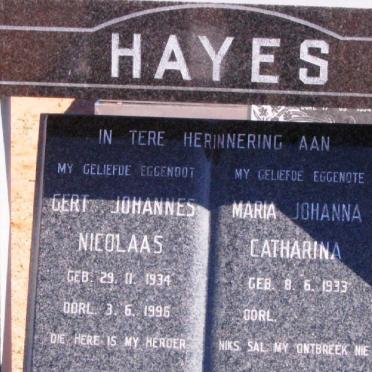 HAYES
IN TERE HERINNERING AAN
MY GELIEFDE EGGENOOT
GERT JOHANNES
NICOLAAS
GEB. 29. 11. 1934
OORL. 3. 6. 1996
DIE HERE IS MY HERDER
MY GELIEFDE EGGENOTE
MARIA JOHANNA
CATHARINA
GEB. 8. 6. 1933
OORL.
NIKS SAL MY ONTBREEK NIE